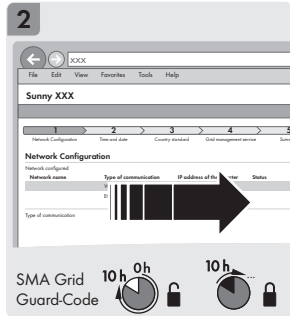 2
XXX
File Edit View Favorites Tools Help
Sunny XXX
1 2 3 4
Network Configuration Time and date Country standard Grid management service
Network Configuration
Network configured
Network name Type of communication IP address of the Status
Type of communication
10 h 0 h 10 h ...
SMA Grid
Guard-Code